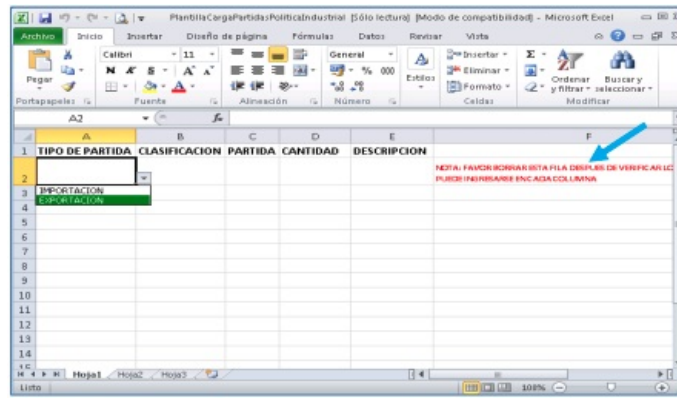 PlantillaCargaPartidasPoliticaIndustrial [Sólo lectura] [Modo de compatibilidad] - Microsoft Excel
Archivo Inicio Insertar Diseño de página Fórmulas Datos Revisar Vista
Calibri 11 General Insertar
N K S % 000 Eliminar
Pegar Estilos Formato Ordenar y filtrar Buscar y seleccionar
Portapapeles Fuente Alineación Número Celdas Modificar
A2 fx
A B C D E F
1 TIPO DE PARTIDA CLASIFICACION PARTIDA CANTIDAD DESCRIPCION
NOTA: FAVOR BORRAR ESTA FILA DESPUES DE VERIFICAR LO
2 PUEDE INGRESARSE EN CADA COLUMNA
3 IMPORTACION
4 EXPORTACION
5
6
7
8
9
10
11
12
13
14
15
Hoja1 Hoja2 Hoja3
Listo 100%